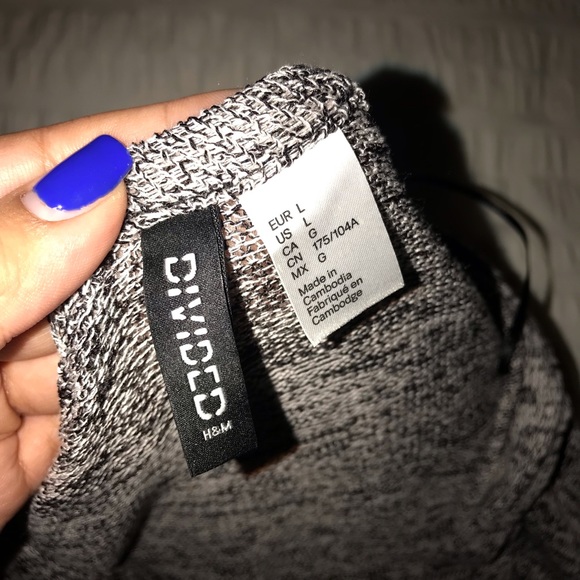 DIVIDED
H&M
EUR L
US L
CA G
CN 175/104A
MX G
Made in
Cambodia
Fabriqué en
Cambodge